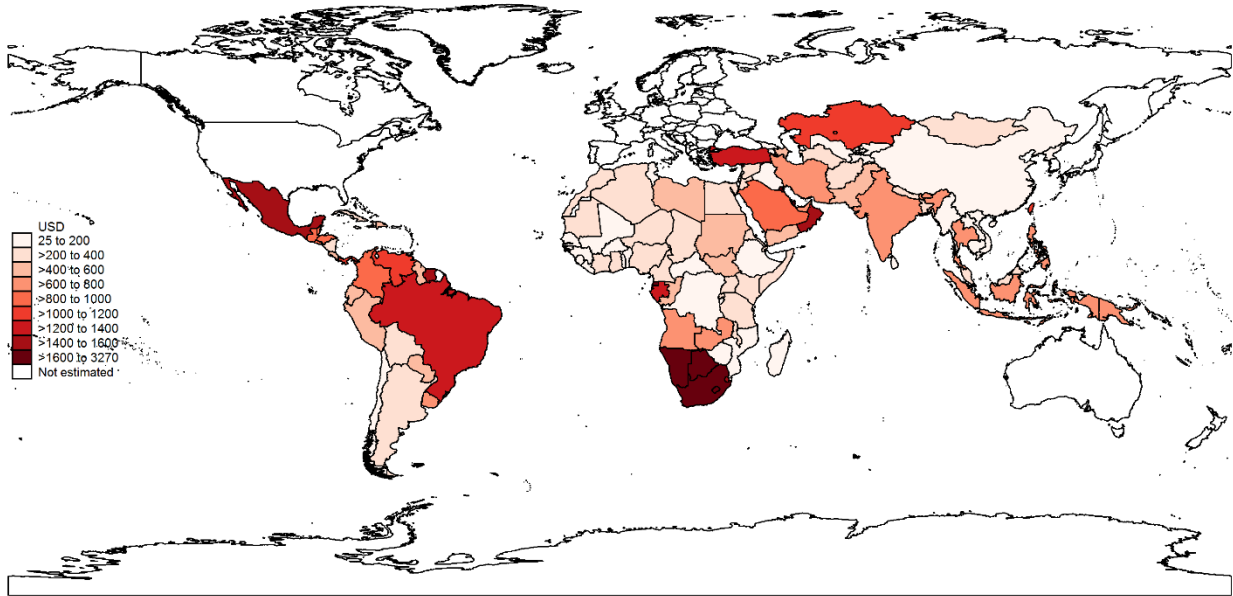 USD
25 to 200
>200 to 400
>400 to 600
>600 to 800
>800 to 1000
>1000 to 1200
>1200 to 1400
>1400 to 1600
>1600 to 3270
Not estimated